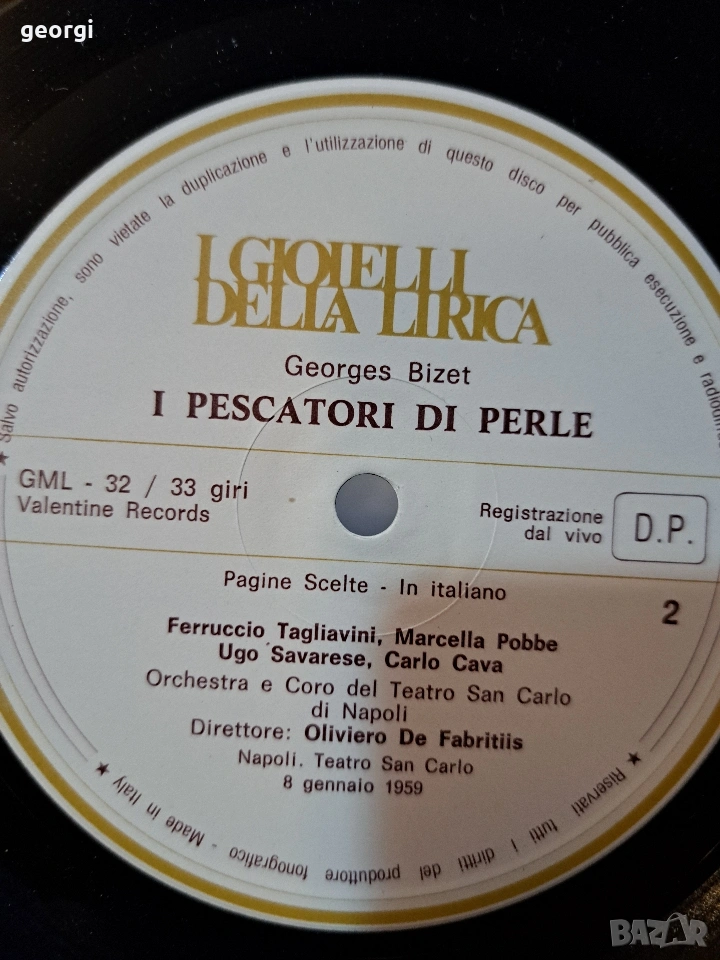 georgi
Salvo autorizzazione, sono vietate la duplicazione e l'utilizzazione di questo disco per pubblica esecuzione e
I GIOIELLI
DELLA LIRICA
Georges Bizet
I PESCATORI DI PERLE
GML - 32 / 33 giri
Valentine Records
Registrazione
dal vivo
D.P.
Pagine Scelte - In italiano
2
Ferruccio Tagliavini, Marcella Pobbe
Ugo Savarese, Carlo Cava
Orchestra e Coro del Teatro San Carlo
di Napoli
Direttore: Oliviero De Fabritiis
Napoli. Teatro San Carlo
8 gennaio 1959
★ Riservati tutti i diritti del produttore fonografico - Made in Italy ★
BAZAR